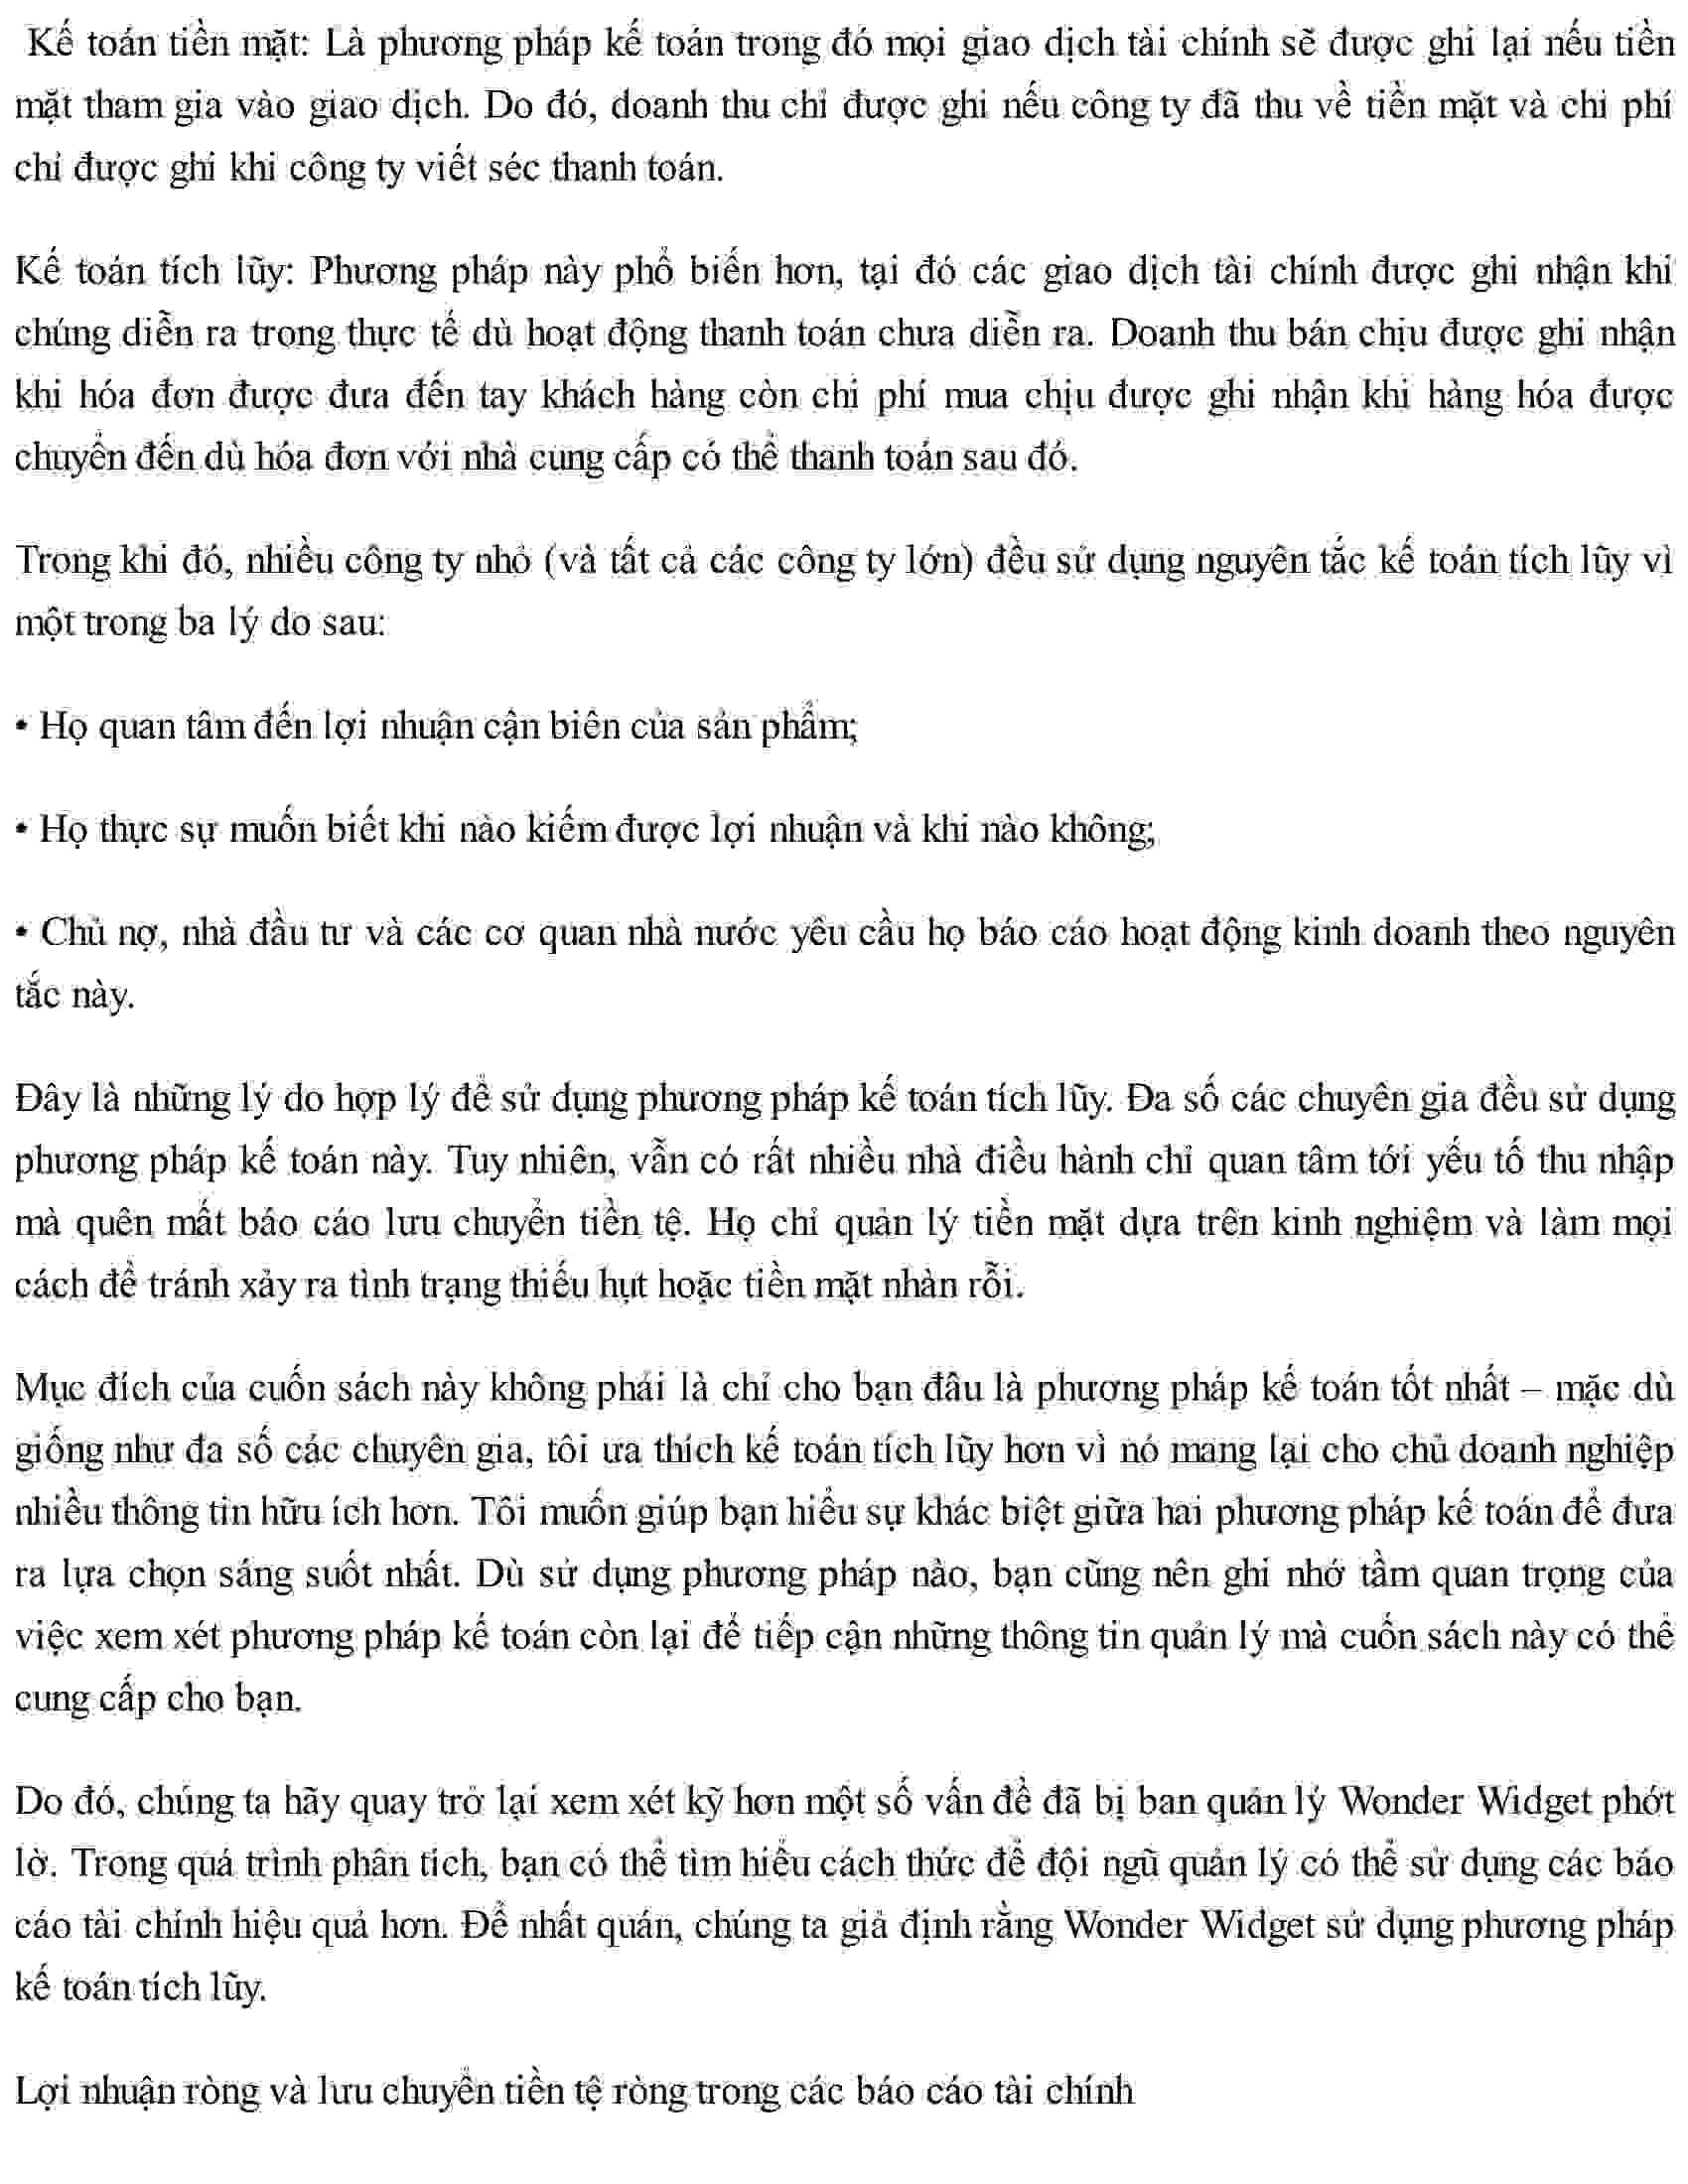 Kế toán tiền mặt: Là phương pháp kế toán trong đó mọi giao dịch tài chính sẽ được ghi lại nếu tiền
mặt tham gia vào giao dịch. Do đó, doanh thu chỉ được ghi nếu công ty đã thu về tiền mặt và chi phí
chỉ được ghi khi công ty viết séc thanh toán.
Kế toán tích lũy: Phương pháp này phổ biến hơn, tại đó các giao dịch tài chính được ghi nhận khi
chúng diễn ra trong thực tế dù hoạt động thanh toán chưa diễn ra. Doanh thu bán chịu được ghi nhận
khi hóa đơn được đưa đến tay khách hàng còn chi phí mua chịu được ghi nhận khi hàng hóa được
chuyển đến dù hóa đơn với nhà cung cấp có thể thanh toán sau đó.
Trong khi đó, nhiều công ty nhỏ (và tất cả các công ty lớn) đều sử dụng nguyên tắc kế toán tích lũy vì
một trong ba lý do sau:
• Họ quan tâm đến lợi nhuận cận biên của sản phẩm;
• Họ thực sự muốn biết khi nào kiếm được lợi nhuận và khi nào không;
• Chủ nợ, nhà đầu tư và các cơ quan nhà nước yêu cầu họ báo cáo hoạt động kinh doanh theo nguyên
tắc này.
Đây là những lý do hợp lý để sử dụng phương pháp kế toán tích lũy. Đa số các chuyên gia đều sử dụng
phương pháp kế toán này. Tuy nhiên, vẫn có rất nhiều nhà điều hành chỉ quan tâm tới yếu tố thu nhập
mà quên mất báo cáo lưu chuyển tiền tệ. Họ chỉ quản lý tiền mặt dựa trên kinh nghiệm và làm mọi
cách để tránh xảy ra tình trạng thiếu hụt hoặc tiền mặt nhàn rỗi.
Mục đích của cuốn sách này không phải là chỉ cho bạn đâu là phương pháp kế toán tốt nhất – mặc dù
giống như đa số các chuyên gia, tôi ưa thích kế toán tích lũy hơn vì nó mang lại cho chủ doanh nghiệp
nhiều thông tin hữu ích hơn. Tôi muốn giúp bạn hiểu sự khác biệt giữa hai phương pháp kế toán để đưa
ra lựa chọn sáng suốt nhất. Dù sử dụng phương pháp nào, bạn cũng nên ghi nhớ tầm quan trọng của
việc xem xét phương pháp kế toán còn lại để tiếp cận những thông tin quản lý mà cuốn sách này có thể
cung cấp cho bạn.
Do đó, chúng ta hãy quay trở lại xem xét kỹ hơn một số vấn đề đã bị ban quản lý Wonder Widget phớt
lờ. Trong quá trình phân tích, bạn có thể tìm hiểu cách thức để đội ngũ quản lý có thể sử dụng các báo
cáo tài chính hiệu quả hơn. Để nhất quán, chúng ta giả định rằng Wonder Widget sử dụng phương pháp
kế toán tích lũy.
Lợi nhuận ròng và lưu chuyển tiền tệ ròng trong các báo cáo tài chính